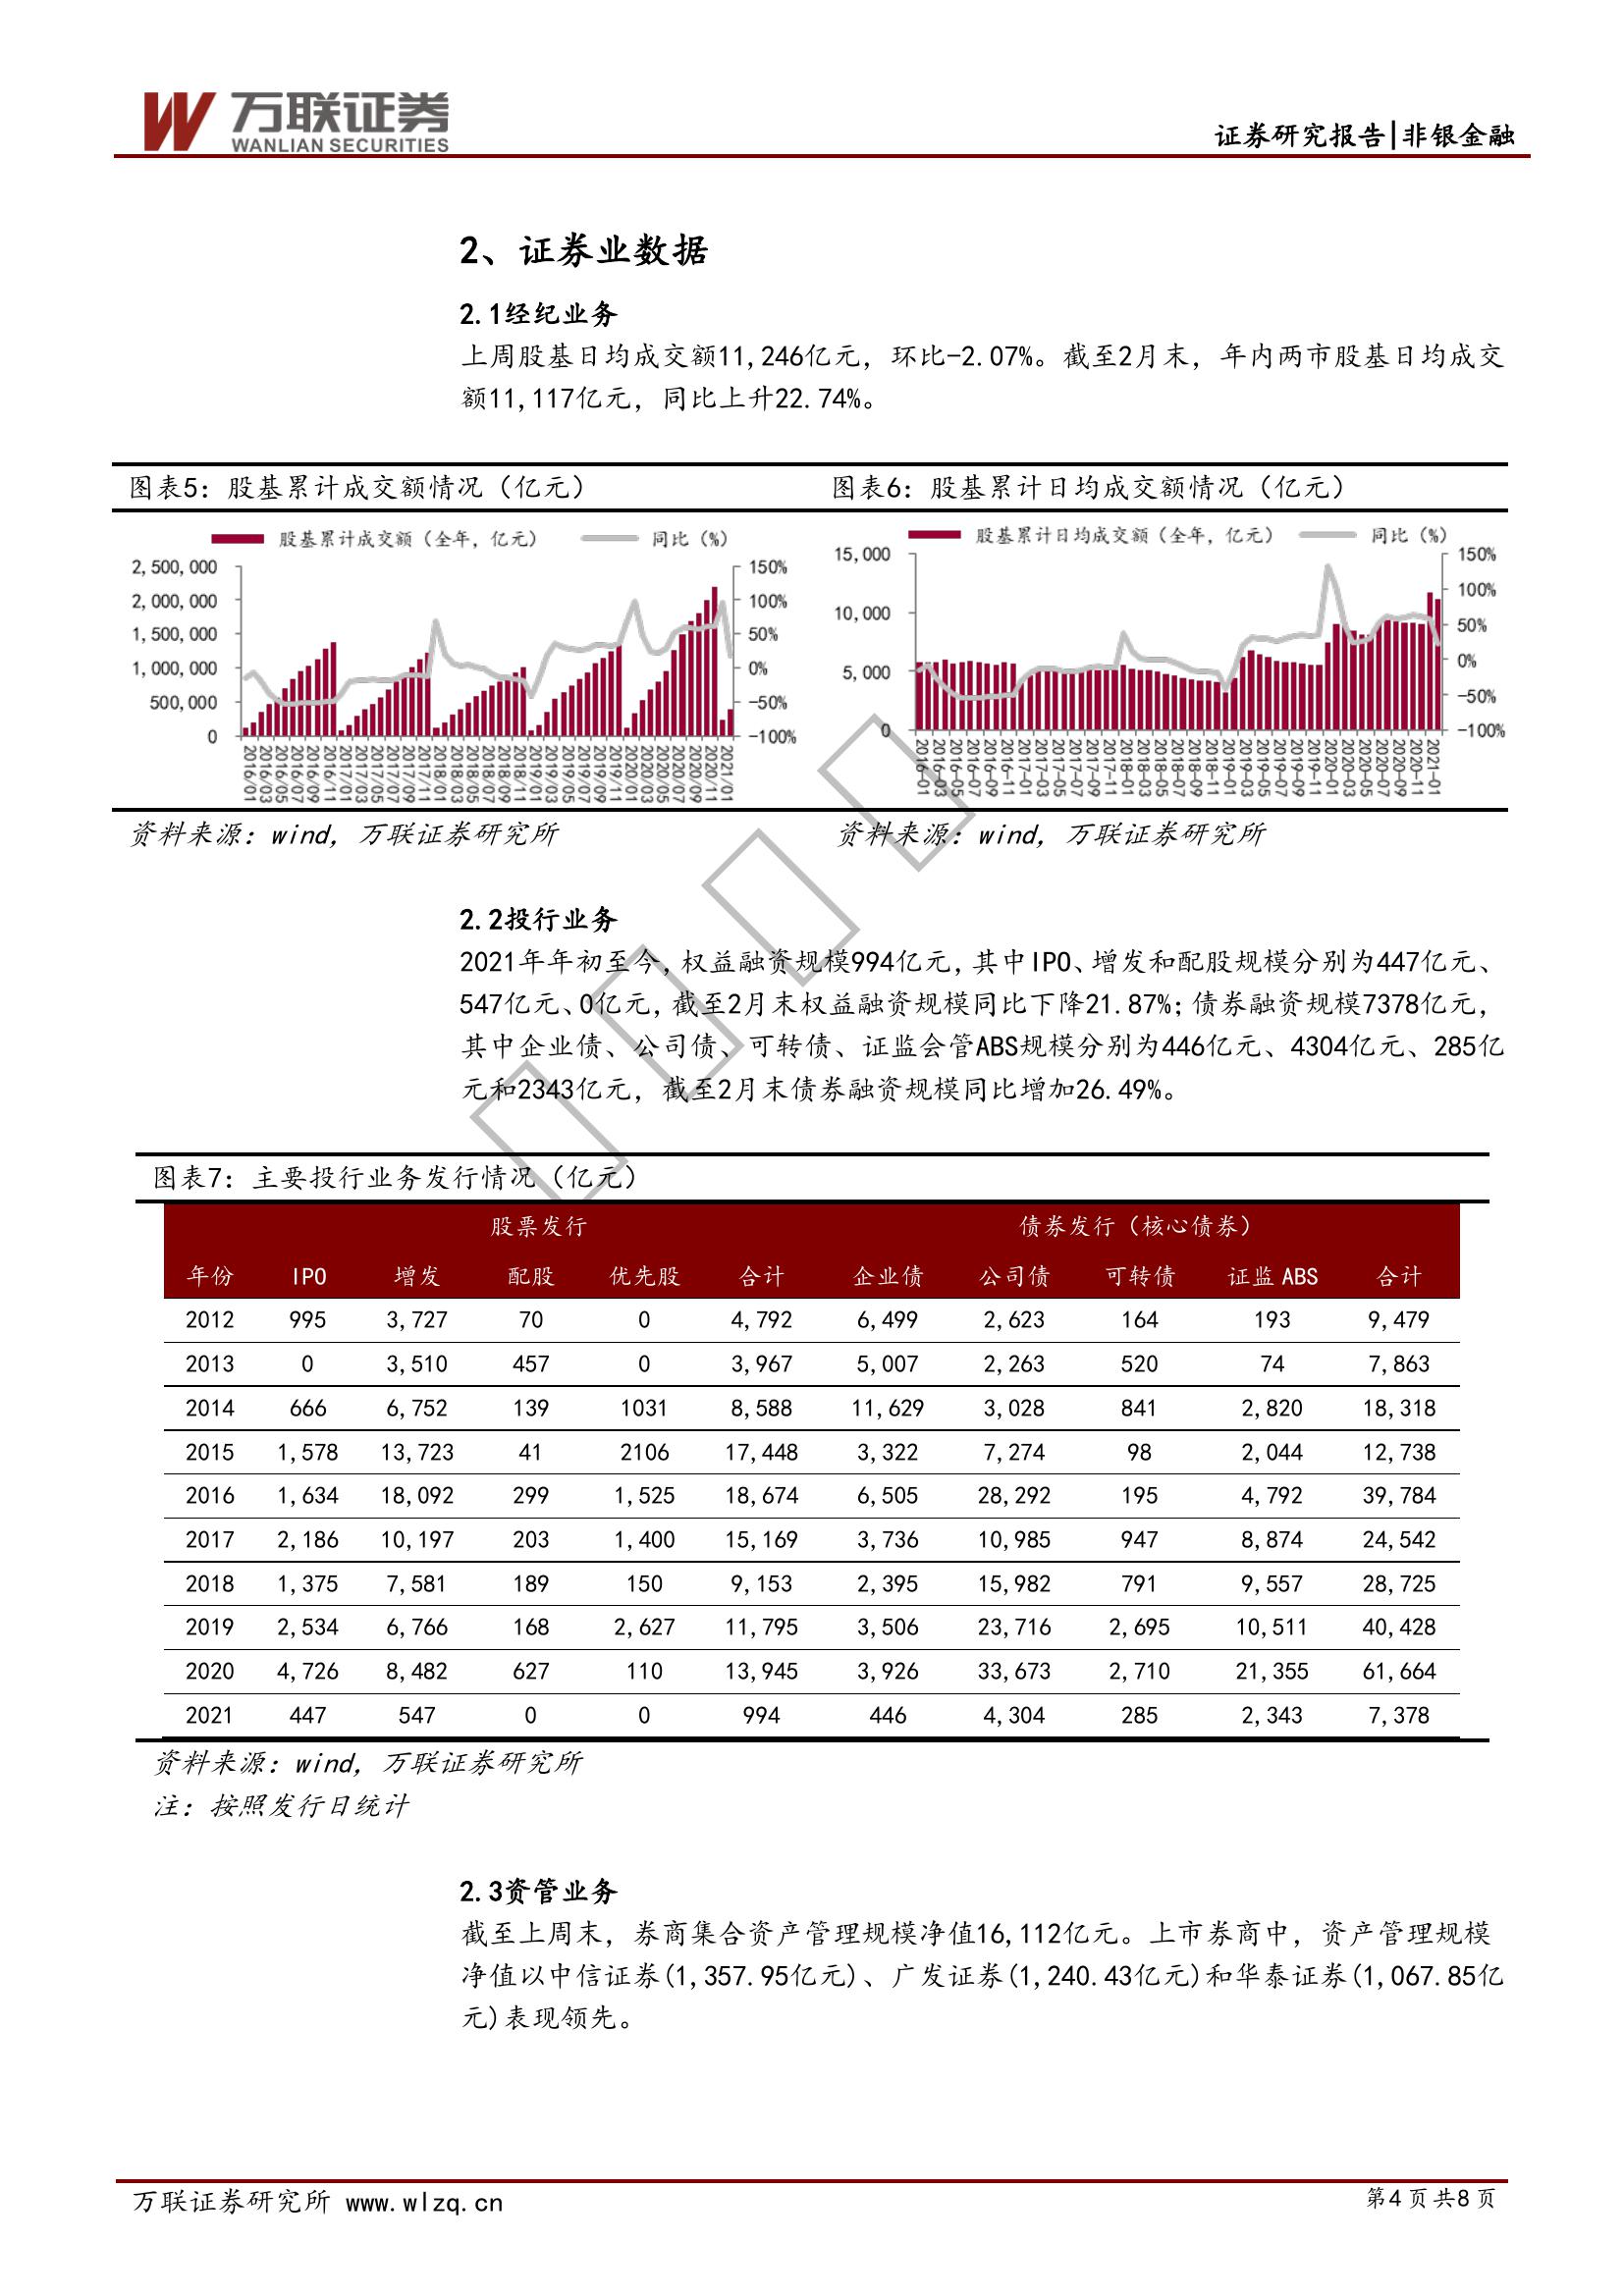 万联证券
WANLIAN SECURITIES
证券研究报告|非银金融
2、证券业数据
2.1经纪业务
上周股基日均成交额11,246亿元，环比-2.07%。截至2月末，年内两市股基日均成交
额11,117亿元，同比上升22.74%。
图表5：股基累计成交额情况（亿元）
股基累计成交额（全年，亿元） 同比（%）
2,500,000
2,000,000
1,500,000
1,000,000
500,000
0
150%
100%
50%
0%
-50%
-100%
2016/01 2016/03 2016/05 2016/07 2016/09 2016/11 2017/01 2017/03 2017/05 2017/07 2017/09 2017/11 2018/01 2018/03 2018/05 2018/07 2018/09 2018/11 2019/01 2019/03 2019/05 2019/07 2019/09 2019/11 2020/01 2020/03 2020/05 2020/07 2020/09 2020/11 2021/01
资料来源：wind，万联证券研究所
图表6：股基累计日均成交额情况（亿元）
股基累计日均成交额（全年，亿元） 同比（%）
15,000
10,000
5,000
0
150%
100%
50%
0%
-50%
-100%
2016-01 2016-03 2016-05 2016-07 2016-09 2016-11 2017-01 2017-03 2017-05 2017-07 2017-09 2017-11 2018-01 2018-03 2018-05 2018-07 2018-09 2018-11 2019-01 2019-03 2019-05 2019-07 2019-09 2019-11 2020-01 2020-03 2020-05 2020-07 2020-09 2020-11 2021-01
资料来源：wind，万联证券研究所
2.2投行业务
2021年年初至今，权益融资规模994亿元，其中IPO、增发和配股规模分别为447亿元、
547亿元、0亿元，截至2月末权益融资规模同比下降21.87%；债券融资规模7378亿元，
其中企业债、公司债、可转债、证监会管ABS规模分别为446亿元、4304亿元、285亿
元和2343亿元，截至2月末债券融资规模同比增加26.49%。
图表7：主要投行业务发行情况（亿元）
股票发行 债券发行（核心债券）
年份 IPO 增发 配股 优先股 合计 企业债 公司债 可转债 证监 ABS 合计
2012 995 3,727 70 0 4,792 6,499 2,623 164 193 9,479
2013 0 3,510 457 0 3,967 5,007 2,263 520 74 7,863
2014 666 6,752 139 1031 8,588 11,629 3,028 841 2,820 18,318
2015 1,578 13,723 41 2106 17,448 3,322 7,274 98 2,044 12,738
2016 1,634 18,092 299 1,525 18,674 6,505 28,292 195 4,792 39,784
2017 2,186 10,197 203 1,400 15,169 3,736 10,985 947 8,874 24,542
2018 1,375 7,581 189 150 9,153 2,395 15,982 791 9,557 28,725
2019 2,534 6,766 168 2,627 11,795 3,506 23,716 2,695 10,511 40,428
2020 4,726 8,482 627 110 13,945 3,926 33,673 2,710 21,355 61,664
2021 447 547 0 0 994 446 4,304 285 2,343 7,378
资料来源：wind，万联证券研究所
注：按照发行日统计
2.3资管业务
截至上周末，券商集合资产管理规模净值16,112亿元。上市券商中，资产管理规模
净值以中信证券(1,357.95亿元)、广发证券(1,240.43亿元)和华泰证券(1,067.85亿
元)表现领先。
万联证券研究所 www.wlzq.cn
第4页共8页